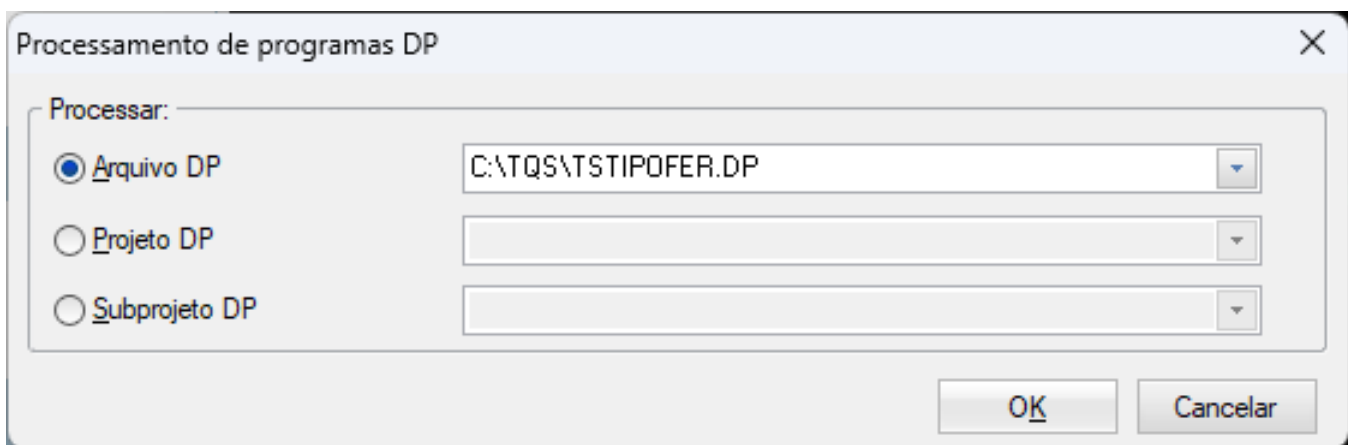 Processamento de programas DP
Processar:
Arquivo DP C:\TQS\TSTIPOFER.DP
Projeto DP
Subprojeto DP
OK Cancelar